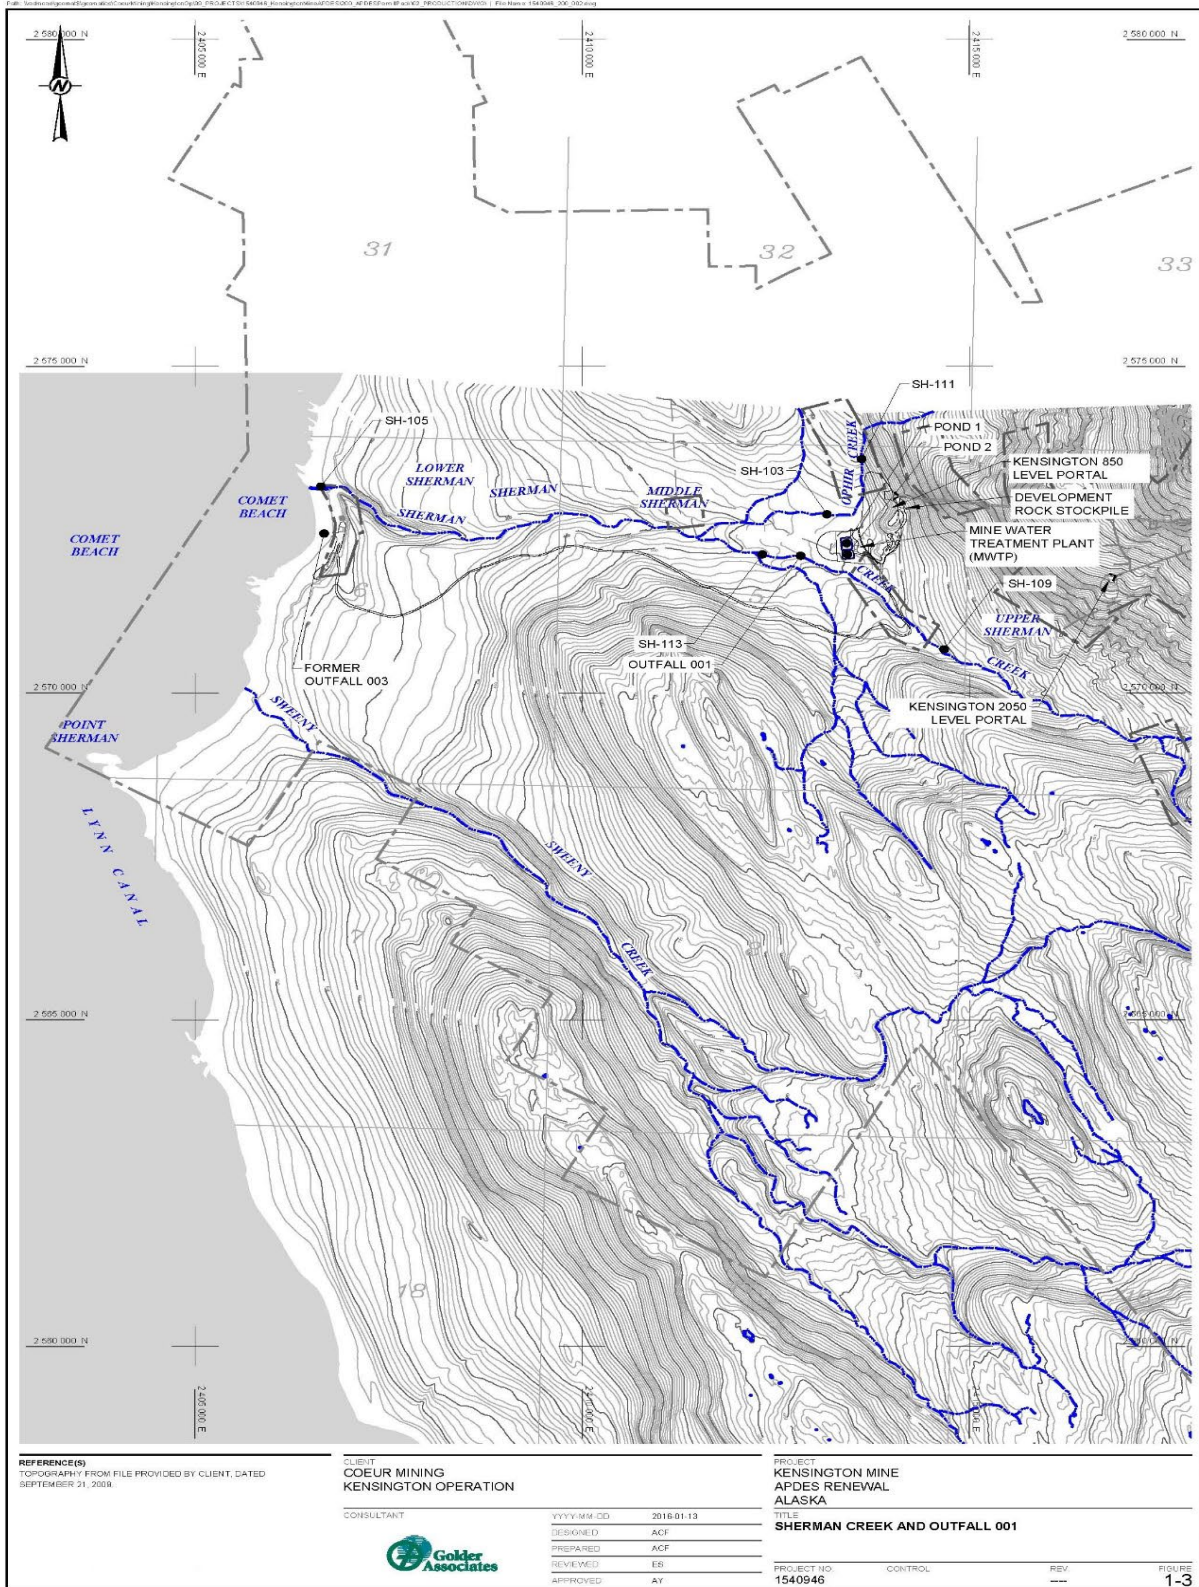 2 580 000 N
2 405 000 E
2 410 000 E
2 415 000 E
2 580 000 N
N
31
32
33
2 575 000 N
2 575 000 N
SH-111
SH-105
POND 1
POND 2
OPHIR CREEK
LOWER
SHERMAN
SH-103
KENSINGTON 850
LEVEL PORTAL
COMET
BEACH
SHERMAN
SHERMAN
MIDDLE
SHERMAN
DEVELOPMENT
ROCK STOCKPILE
COMET
BEACH
MINE WATER
TREATMENT PLANT
(MWTP)
CREEK
SH-109
6
5
UPPER
SHERMAN
SH-113
OUTFALL 001
FORMER
OUTFALL 003
CREEK
2 570 000 N
2 570 000 N
SWEENY
KENSINGTON 2050
LEVEL PORTAL
POINT
SHERMAN
LYNN CANAL
SWEENY
7
8
CREEK
2 565 000 N
18
2 405 000 E
REFERENCE(S)
TOPOGRAPHY FROM FILE PROVIDED BY CLIENT, DATED
SEPTEMBER 21, 2009.
CLIENT
COEUR MINING
KENSINGTON OPERATION
CONSULTANT
Golder
Associates
YYYY-MM-DD 2016-01-13
DESIGNED ACF
PREPARED ACF
REVIEWED ES
APPROVED AY
PROJECT
KENSINGTON MINE
APDES RENEWAL
ALASKA
TITLE
SHERMAN CREEK AND OUTFALL 001
PROJECT NO. CONTROL REV. FIGURE
1540946 ---- 1-3